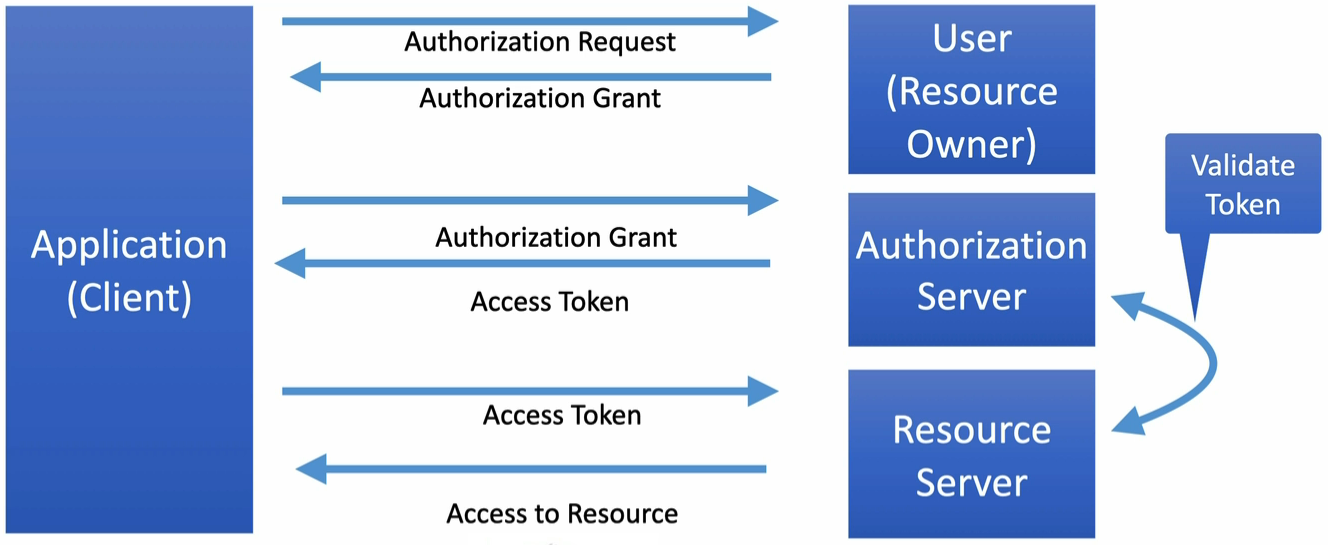 Application
(Client)
Authorization Request
Authorization Grant
User
(Resource
Owner)
Authorization Grant
Access Token
Authorization
Server
Validate
Token
Access Token
Access to Resource
Resource
Server